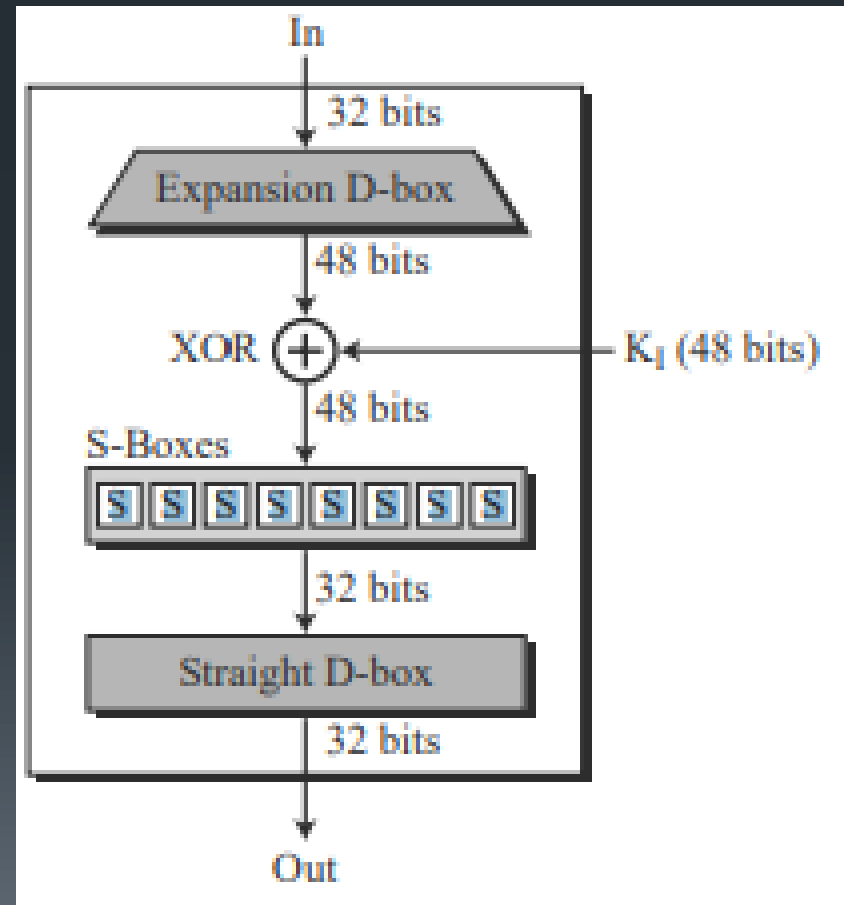 In
32 bits
Expansion D-box
48 bits
XOR + K_I (48 bits)
48 bits
S-Boxes
S S S S S S S S
32 bits
Straight D-box
32 bits
Out